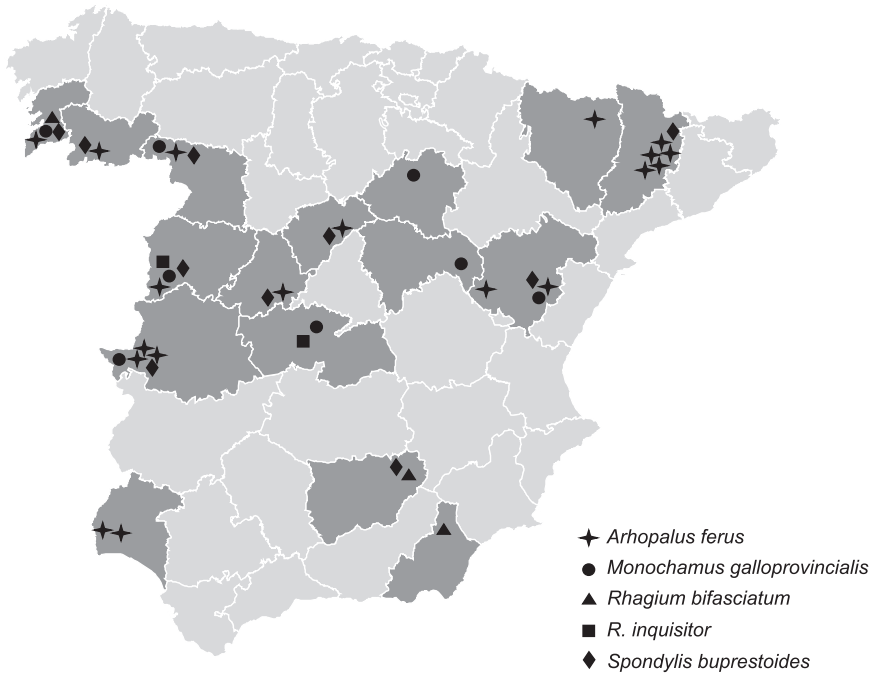 Arhopalus ferus
Monochamus galloprovincialis
Rhagium bifasciatum
R. inquisitor
Spondylis buprestoides